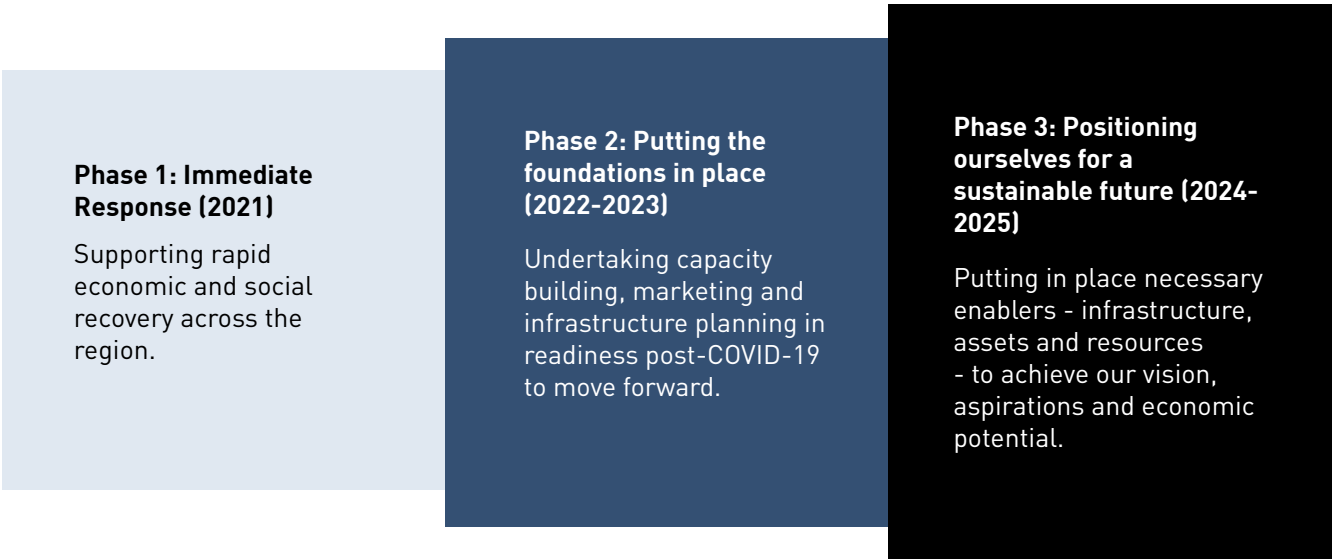 Phase 1: Immediate
Response (2021)
Supporting rapid
economic and social
recovery across the
region.
Phase 2: Putting the
foundations in place
(2022-2023)
Undertaking capacity
building, marketing and
infrastructure planning in
readiness post-COVID-19
to move forward.
Phase 3: Positioning
ourselves for a
sustainable future (2024-
2025)
Putting in place necessary
enablers - infrastructure,
assets and resources
- to achieve our vision,
aspirations and economic
potential.